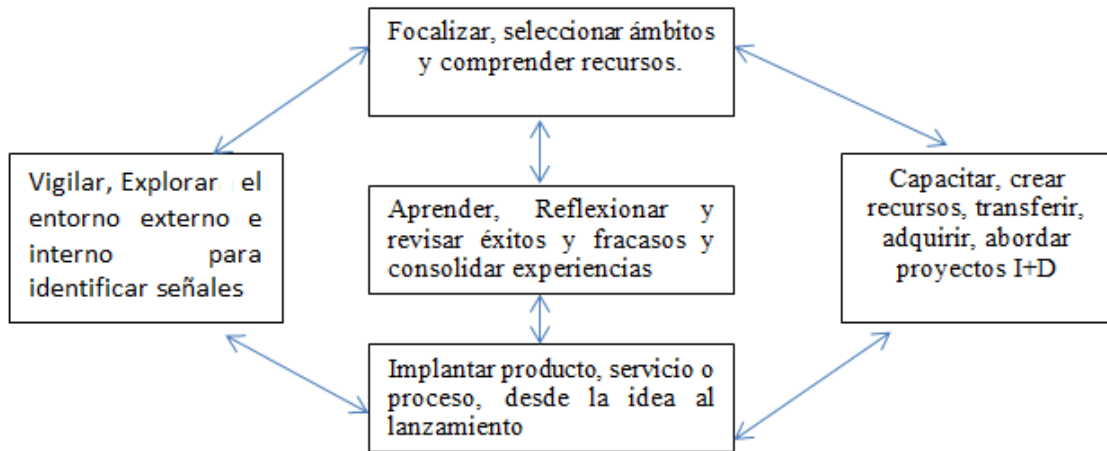 Focalizar, seleccionar ámbitos
y comprender recursos.
Vigilar, Explorar el
entorno externo e
interno para
identificar señales
Aprender, Reflexionar y
revisar éxitos y fracasos y
consolidar experiencias
Capacitar, crear
recursos, transferir,
adquirir, abordar
proyectos I+D
Implantar producto, servicio o
proceso, desde la idea al
lanzamiento